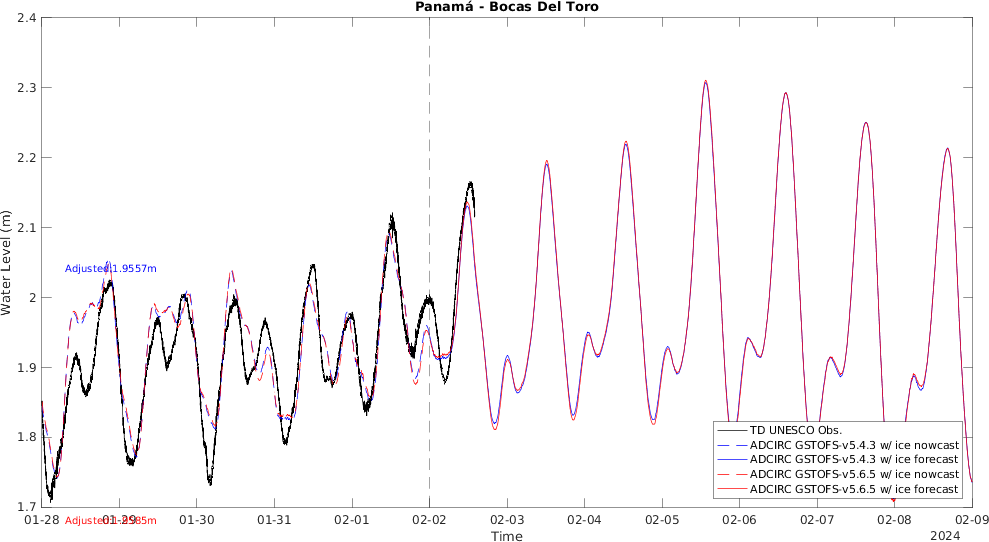 Panamá - Bocas Del Toro
2.4
2.3
2.2
2.1
2
1.9
1.8
1.7
Water Level (m)
Adjusted 1.9557m
TD UNESCO Obs.
ADCIRC GSTOFS-v5.4.3 w/ ice nowcast
ADCIRC GSTOFS-v5.4.3 w/ ice forecast
ADCIRC GSTOFS-v5.6.5 w/ ice nowcast
ADCIRC GSTOFS-v5.6.5 w/ ice forecast
01-28 01-29 01-30 01-31 02-01 02-02 02-03 02-04 02-05 02-06 02-07 02-08 02-09
Adjusted
Time
2024